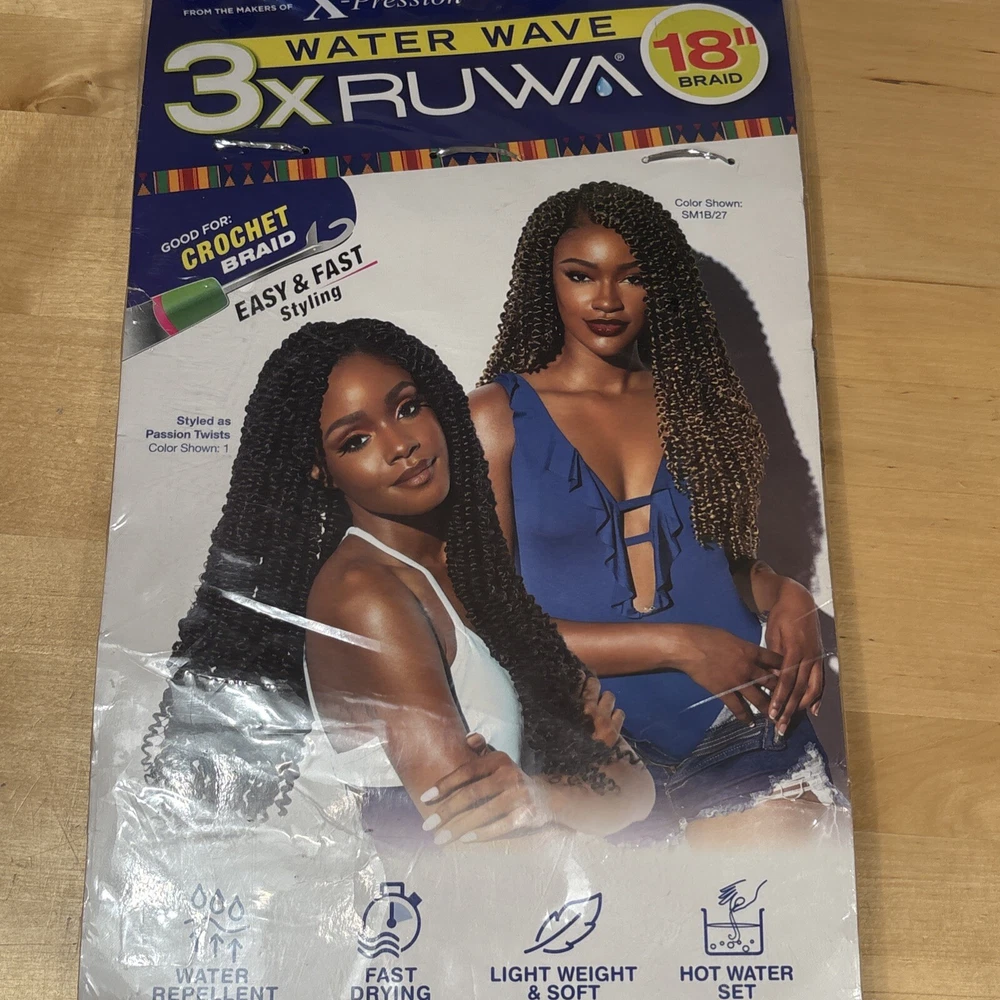 FROM THE MAKERS OF X-Pression
WATER WAVE
3X RUWA®
18"
BRAID
GOOD FOR:
CROCHET
BRAID
EASY & FAST
Styling
Color Shown:
SM1B/27
Styled as
Passion Twists
Color Shown: 1
WATER
REPELLENT
FAST
DRYING
LIGHT WEIGHT
& SOFT
HOT WATER
SET